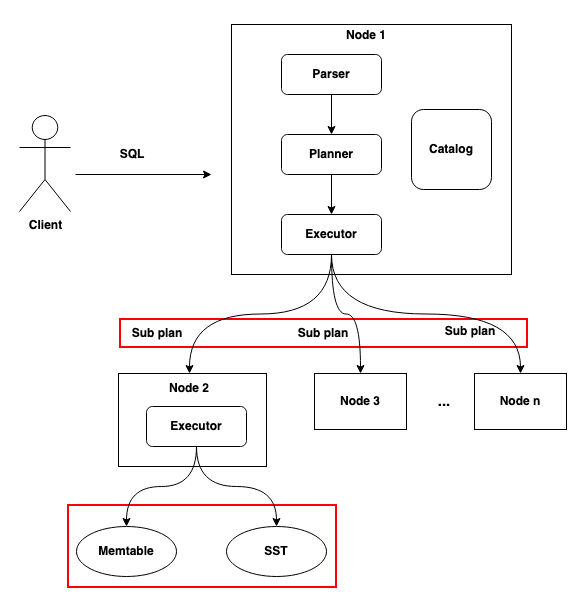 Node 1
Parser
SQL
Planner
Catalog
Client
Executor
Sub plan
Sub plan
Sub plan
Node 2
Executor
Node 3
...
Node n
Memtable
SST